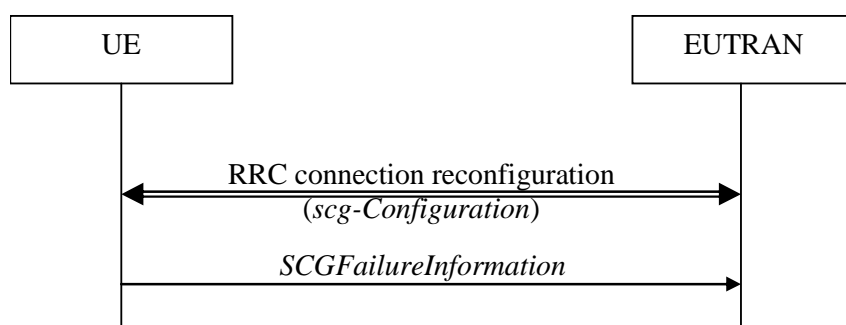 UE
EUTRAN
RRC connection reconfiguration
(scg-Configuration)
SCGFailureInformation